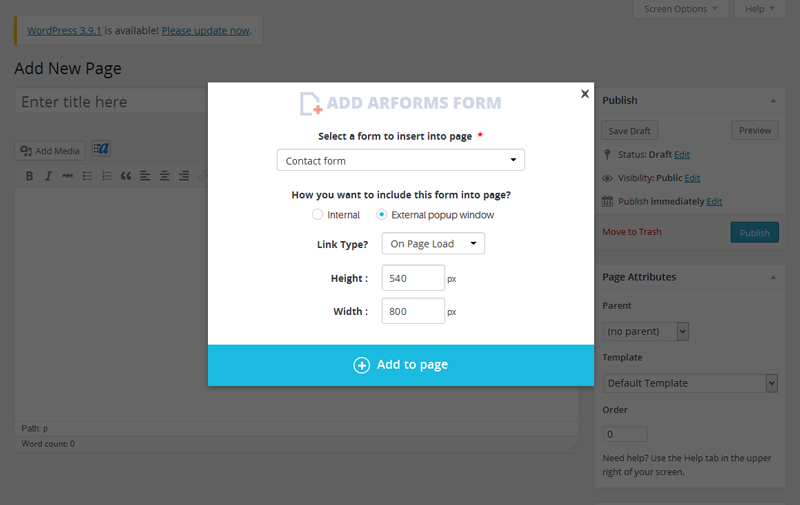 Screen Options Help
WordPress 3.9.1 is available! Please update now.
Add New Page
Enter title here
Add Media
B I ABC
Path: p
Word count: 0
x
ADD ARFORMS FORM
Select a form to insert into page *
Contact form
How you want to include this form into page?
Internal External popup window
Link Type? On Page Load
Height : 540 px
Width : 800 px
Add to page
Publish
Save Draft Preview
Status: Draft Edit
Visibility: Public Edit
Publish immediately Edit
Move to Trash Publish
Page Attributes
Parent
(no parent)
Template
Default Template
Order
0
Need help? Use the Help tab in the upper
right of your screen.